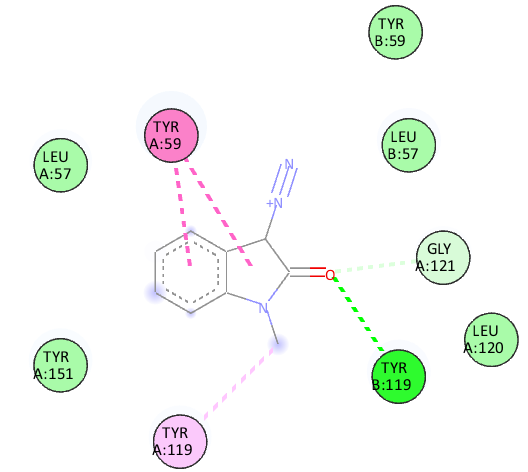 TYR
B:59
TYR
A:59
LEU
B:57
LEU
A:57
N
+N
GLY
A:121
O
N
LEU
A:120
TYR
A:151
TYR
B:119
TYR
A:119